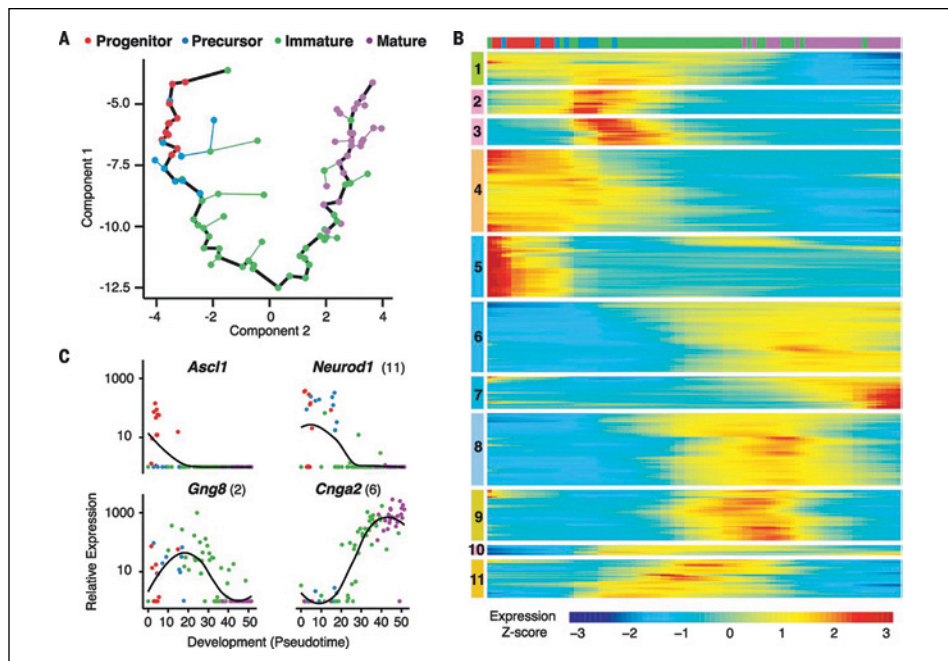 A
Progenitor Precursor Immature Mature
-5.0
-7.5
-10.0
-12.5
Component 1
-4 -2 0 2 4
Component 2
B
1
2
3
4
5
6
7
8
9
10
11
Expression
Z-score
-3 -2 -1 0 1 2 3
C
Ascl1
Neurod1 (11)
1000
10
Gng8 (2)
Cnga2 (6)
1000
10
Relative Expression
0 10 20 30 40 50
0 10 20 30 40 50
Development (Pseudotime)